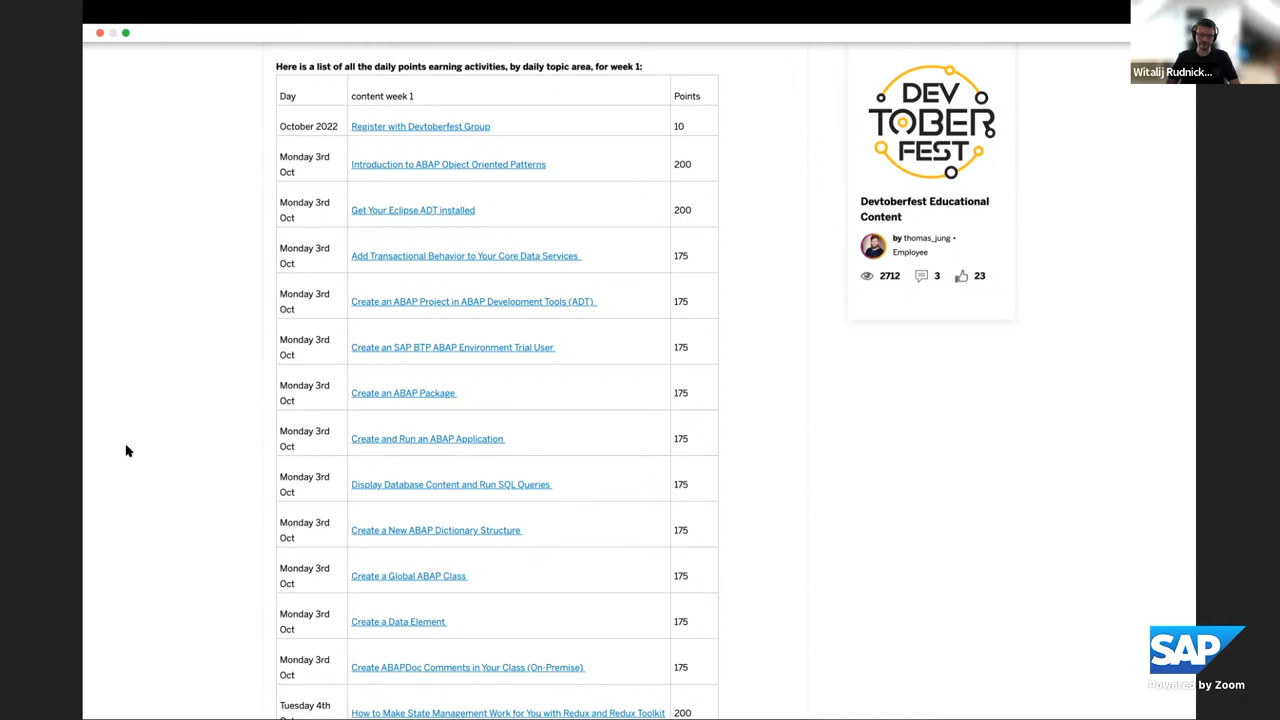 Here is a list of all the daily points earning activities, by daily topic area, for week 1:
Day content week 1 Points
October 2022 Register with Devtoberfest Group 10
Monday 3rd Oct Introduction to ABAP Object Oriented Patterns 200
Monday 3rd Oct Get Your Eclipse ADT installed 200
Monday 3rd Oct Add Transactional Behavior to Your Core Data Services 175
Monday 3rd Oct Create an ABAP Project in ABAP Development Tools (ADT) 175
Monday 3rd Oct Create an SAP BTP ABAP Environment Trial User 175
Monday 3rd Oct Create an ABAP Package 175
Monday 3rd Oct Create and Run an ABAP Application 175
Monday 3rd Oct Display Database Content and Run SQL Queries 175
Monday 3rd Oct Create a New ABAP Dictionary Structure 175
Monday 3rd Oct Create a Global ABAP Class 175
Monday 3rd Oct Create a Data Element 175
Monday 3rd Oct Create ABAPDoc Comments in Your Class (On-Premise) 175
Tuesday 4th How to Make State Management Work for You with Redux and Redux Toolkit 200
DEV
TOBER
FEST
Devtoberfest Educational
Content
by thomas_jung •
Employee
2712 3 23
Witalij Rudnick...
SAP
Powered by Zoom